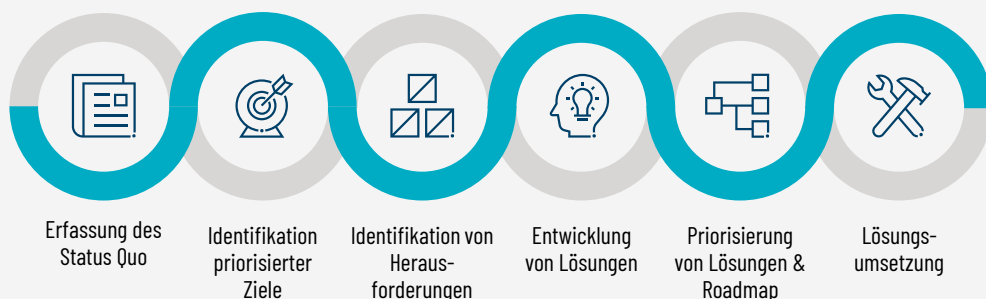 Erfassung des
Status Quo
Identifikation
priorisierter
Ziele
Identifikation von
Heraus-
forderungen
Entwicklung
von Lösungen
Priorisierung
von Lösungen &
Roadmap
Lösungs-
umsetzung